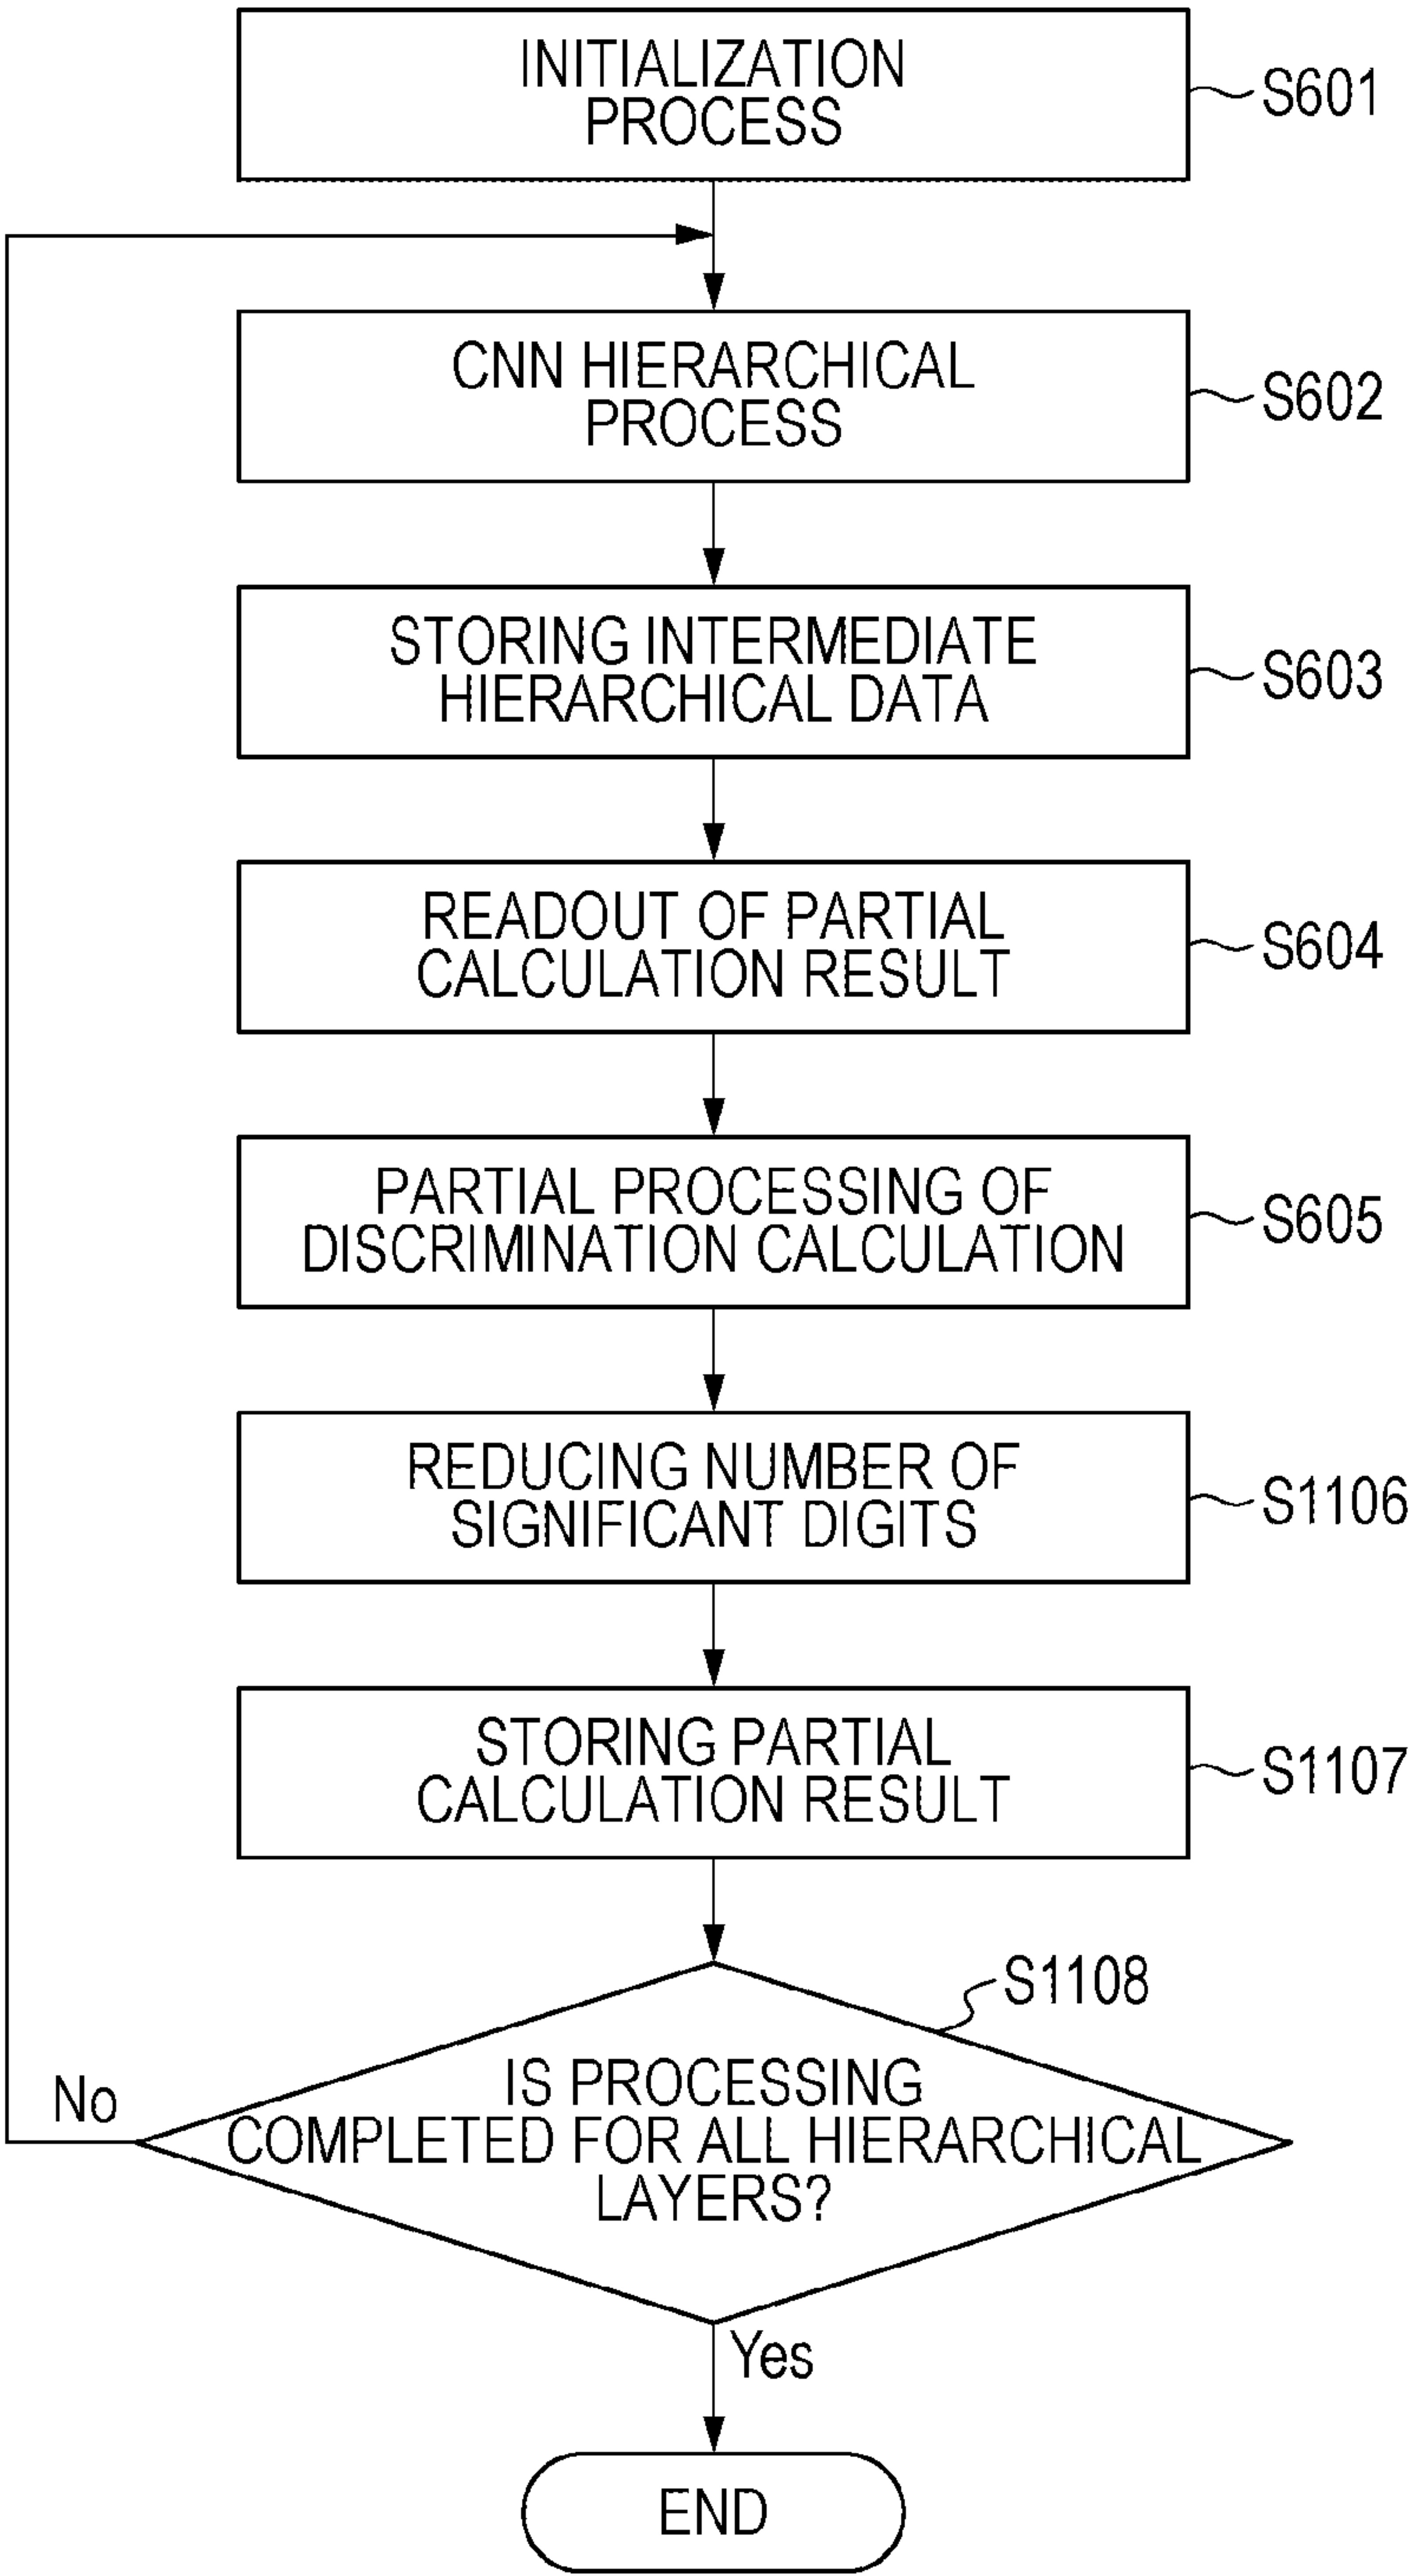 INITIALIZATION
PROCESS
S601
CNN HIERARCHICAL
PROCESS
S602
STORING INTERMEDIATE
HIERARCHICAL DATA
S603
READOUT OF PARTIAL
CALCULATION RESULT
S604
PARTIAL PROCESSING OF
DISCRIMINATION CALCULATION
S605
REDUCING NUMBER OF
SIGNIFICANT DIGITS
S1106
STORING PARTIAL
CALCULATION RESULT
S1107
S1108
IS PROCESSING
COMPLETED FOR ALL HIERARCHICAL
LAYERS?
No
Yes
END